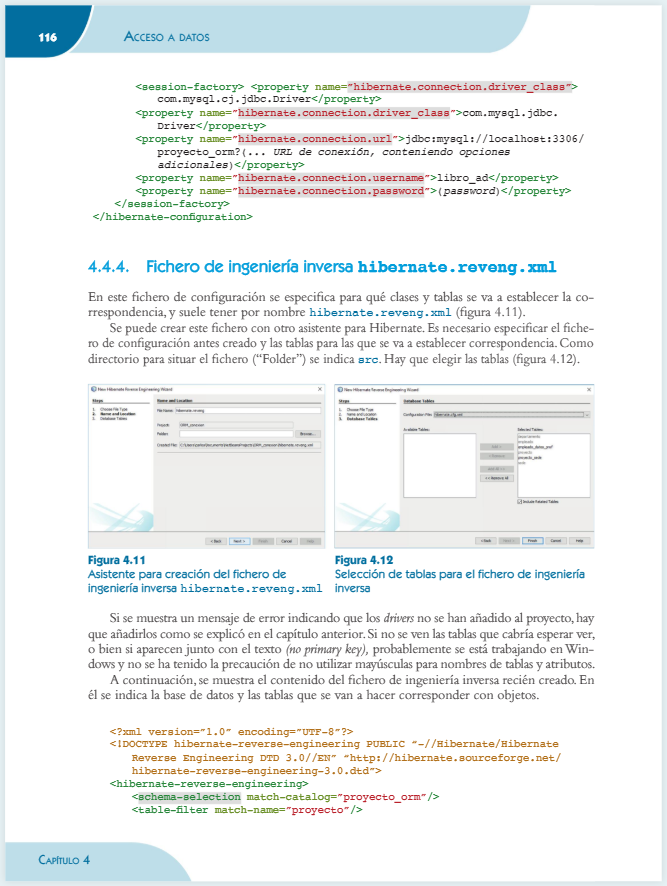 116
ACCESO A DATOS
<session-factory> <property name="hibernate.connection.driver_class">
com.mysql.cj.jdbc.Driver</property>
<property name="hibernate.connection.driver_class">com.mysql.jdbc.
Driver</property>
<property name="hibernate.connection.url">jdbc:mysql://localhost:3306/
proyecto_orm?(... URL de conexión, conteniendo opciones
adicionales)</property>
<property name="hibernate.connection.username">libro_ad</property>
<property name="hibernate.connection.password">(password)</property>
</session-factory>
</hibernate-configuration>
4.4.4. Fichero de ingeniería inversa hibernate.reveng.xml
En este fichero de configuración se especifica para qué clases y tablas se va a establecer la co-
rrespondencia, y suele tener por nombre hibernate.reveng.xml (figura 4.11).
Se puede crear este fichero con otro asistente para Hibernate. Es necesario especificar el fiche-
ro de configuración antes creado y las tablas para las que se va a establecer correspondencia. Como
directorio para situar el fichero ("Folder") se indica src. Hay que elegir las tablas (figura 4.12).
New Hibernate Reverse Engineering Wizard
Steps
1. Choose File Type
2. Name and Location
3. Database Tables
Name and Location
File Name: hibernate.reveng
Project:
Folder:
Browse...
Created File:
< Back
Next >
Finish
Cancel
Help
New Hibernate Reverse Engineering Wizard
Steps
1. Choose File Type
2. Name and Location
3. Database Tables
Database Tables
Configuration File: hibernate.cfg.xml
Available Tables:
Selected Tables:
Add >
< Remove
Add All >>
<< Remove All
departamento
empleado
empleado_datos_prof
proyecto
proyecto_sede
sede
Include Related Tables
< Back
Next >
Finish
Cancel
Help
Figura 4.11
Asistente para creación del fichero de
ingeniería inversa hibernate.reveng.xml
Figura 4.12
Selección de tablas para el fichero de ingeniería
inversa
Si se muestra un mensaje de error indicando que los drivers no se han añadido al proyecto, hay
que añadirlos como se explicó en el capítulo anterior. Si no se ven las tablas que cabría esperar ver,
o bien si aparecen junto con el texto (no primary key), probablemente se está trabajando en Win-
dows y no se ha tenido la precaución de no utilizar mayúsculas para nombres de tablas y atributos.
A continuación, se muestra el contenido del fichero de ingeniería inversa recién creado. En
él se indica la base de datos y las tablas que se van a hacer corresponder con objetos.
<?xml version="1.0" encoding="UTF-8"?>
<!DOCTYPE hibernate-reverse-engineering PUBLIC "-//Hibernate/Hibernate
Reverse Engineering DTD 3.0//EN" "http://hibernate.sourceforge.net/
hibernate-reverse-engineering-3.0.dtd">
<hibernate-reverse-engineering>
<schema-selection match-catalog="proyecto_orm"/>
<table-filter match-name="proyecto"/>
CAPÍTULO 4